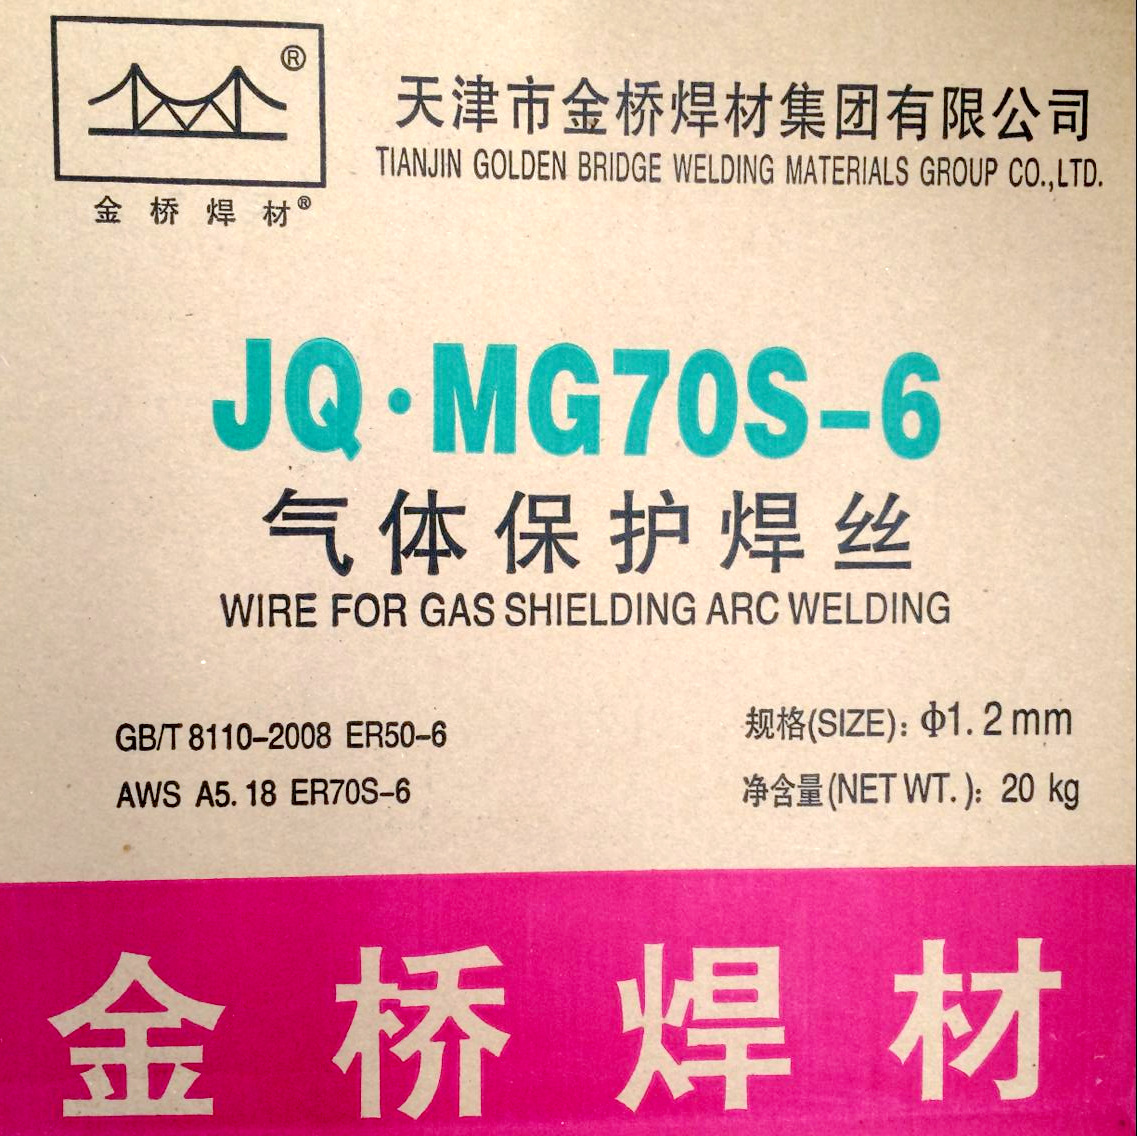 ®
金桥焊材®
天津市金桥焊材集团有限公司
TIANJIN GOLDEN BRIDGE WELDING MATERIALS GROUP CO.,LTD.
JQ·MG70S-6
气体保护焊丝
WIRE FOR GAS SHIELDING ARC WELDING
GB/T 8110-2008 ER50-6
AWS A5.18 ER70S-6
规格(SIZE): Φ1.2mm
净含量(NET WT.): 20 kg
金桥焊材